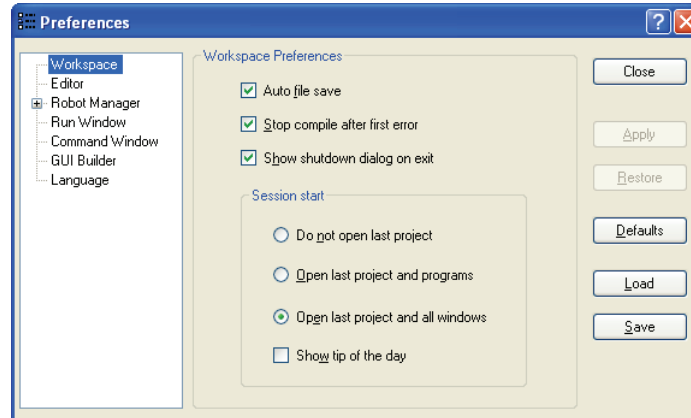 Preferences
Workspace
Editor
Robot Manager
Run Window
Command Window
GUI Builder
Language
Workspace Preferences
Auto file save
Stop compile after first error
Show shutdown dialog on exit
Session start
Do not open last project
Open last project and programs
Open last project and all windows
Show tip of the day
Close
Apply
Restore
Defaults
Load
Save